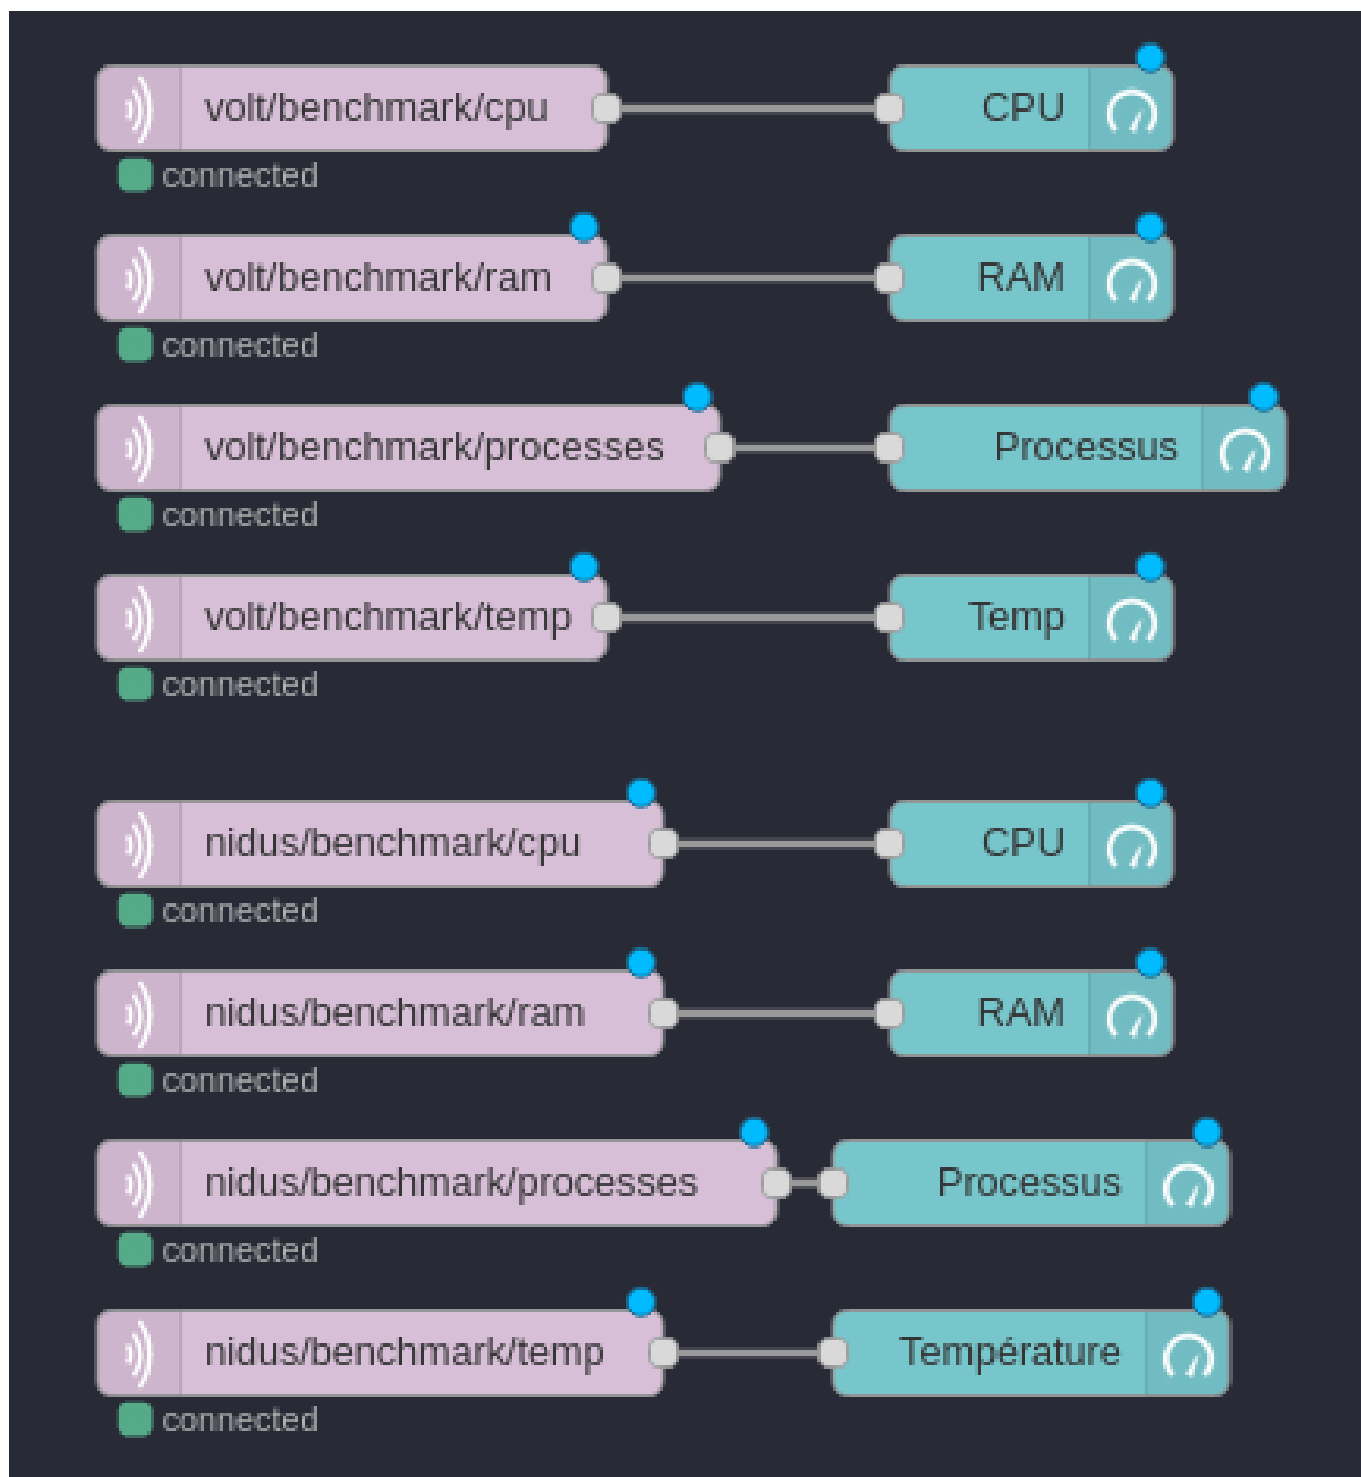 volt/benchmark/cpu CPU
connected
volt/benchmark/ram RAM
connected
volt/benchmark/processes Processus
connected
volt/benchmark/temp Temp
connected
nidus/benchmark/cpu CPU
connected
nidus/benchmark/ram RAM
connected
nidus/benchmark/processes Processus
connected
nidus/benchmark/temp Température
connected